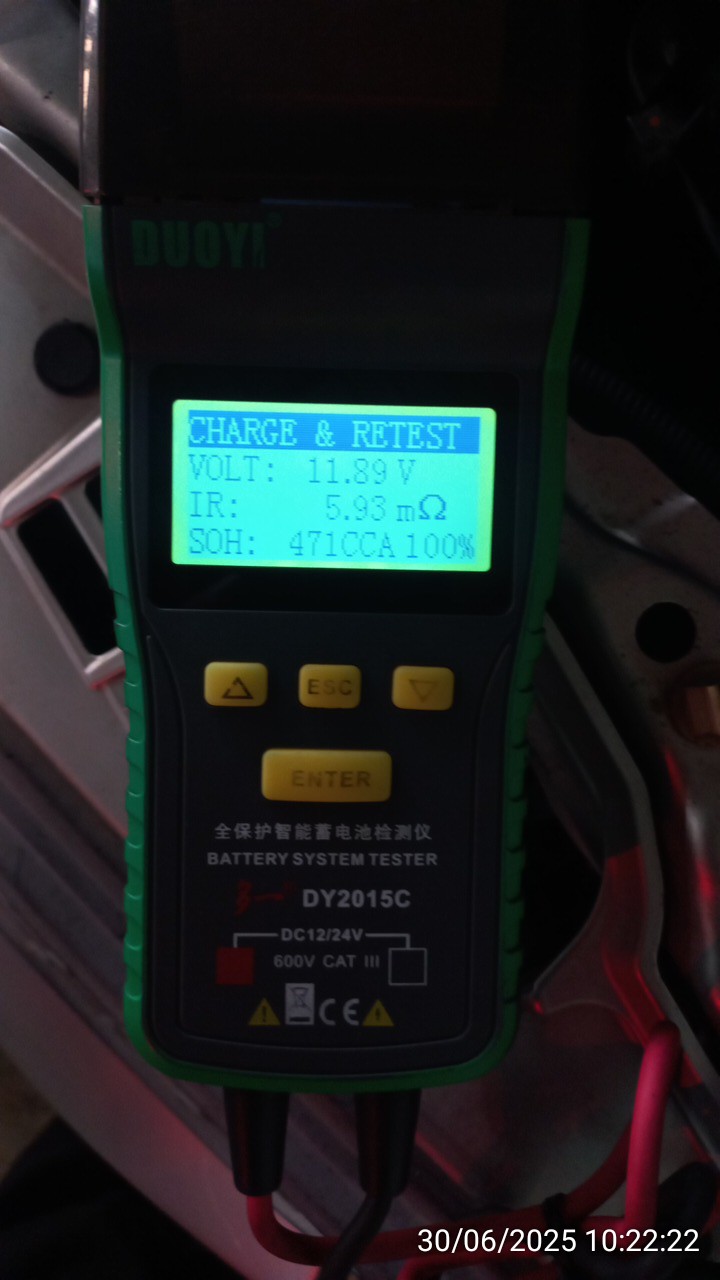 DUOYI®
CHARGE & RETEST
VOLT: 11.89 V
IR: 5.93 mΩ
SOH: 471CCA 100%
ESC
ENTER
全保护智能蓄电池检测仪
BATTERY SYSTEM TESTER
DY2015C
DC12/24V
600V CAT III
CE
30/06/2025 10:22:22